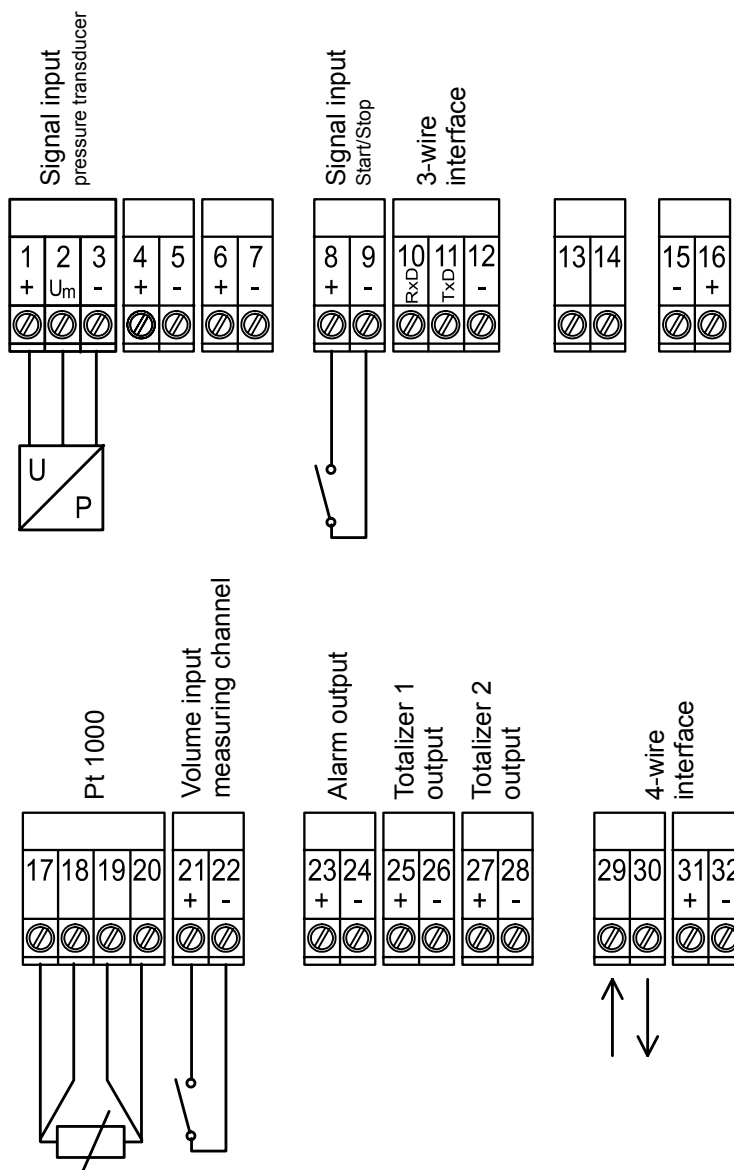 Signal input
pressure transducer
Signal input
Start/Stop
3-wire
interface
1 2 3 4 5 6 7 8 9 10 11 12 13 14 15 16
+ Um - + - + - + - RxD TxD - - +
U
P
Pt 1000
Volume input
measuring channel
Alarm output
Totalizer 1
output
Totalizer 2
output
4-wire
interface
17 18 19 20 21 22 23 24 25 26 27 28 29 30 31 32
+ - + - + - + - + -